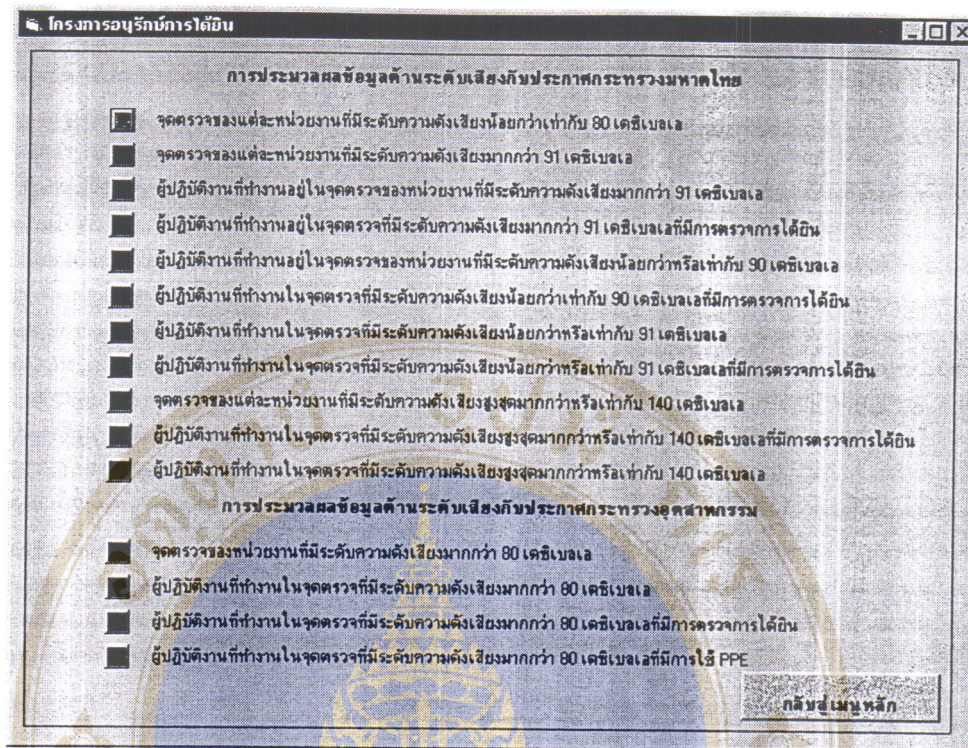 โครงการอนุรักษ์การได้ยิน
การประมวลผลข้อมูลด้านระดับเสียงกับประกาศกระทรวงมหาดไทย
จุดตรวจของแต่ละหน่วยงานที่มีระดับความดังเสียงน้อยกว่าเท่ากับ 80 เดซิเบลเอ
จุดตรวจของแต่ละหน่วยงานที่มีระดับความดังเสียงมากกว่า 91 เดซิเบลเอ
ผู้ปฏิบัติงานที่ทำงานอยู่ในจุดตรวจของหน่วยงานที่มีระดับความดังเสียงมากกว่า 91 เดซิเบลเอ
ผู้ปฏิบัติงานที่ทำงานอยู่ในจุดตรวจที่มีระดับความดังเสียงมากกว่า 91 เดซิเบลเอที่มีการตรวจการได้ยิน
ผู้ปฏิบัติงานที่ทำงานอยู่ในจุดตรวจของหน่วยงานที่มีระดับความดังเสียงน้อยกว่าหรือเท่ากับ 90 เดซิเบลเอ
ผู้ปฏิบัติงานที่ทำงานในจุดตรวจที่มีระดับความดังเสียงน้อยกว่าเท่ากับ 90 เดซิเบลเอที่มีการตรวจการได้ยิน
ผู้ปฏิบัติงานที่ทำงานในจุดตรวจที่มีระดับความดังเสียงน้อยกว่าหรือเท่ากับ 91 เดซิเบลเอ
ผู้ปฏิบัติงานที่ทำงานในจุดตรวจที่มีระดับความดังเสียงน้อยกว่าหรือเท่ากับ 91 เดซิเบลเอที่มีการตรวจการได้ยิน
จุดตรวจของแต่ละหน่วยงานที่มีระดับความดังเสียงสูงสุดมากกว่าหรือเท่ากับ 140 เดซิเบลเอ
ผู้ปฏิบัติงานที่ทำงานในจุดตรวจที่มีระดับความดังเสียงสูงสุดมากกว่าหรือเท่ากับ 140 เดซิเบลเอที่มีการตรวจการได้ยิน
ผู้ปฏิบัติงานที่ทำงานในจุดตรวจที่มีระดับความดังเสียงสูงสุดมากกว่าหรือเท่ากับ 140 เดซิเบลเอ
การประมวลผลข้อมูลด้านระดับเสียงกับประกาศกระทรวงอุตสาหกรรม
จุดตรวจของหน่วยงานที่มีระดับความดังเสียงมากกว่า 80 เดซิเบลเอ
ผู้ปฏิบัติงานที่ทำงานในจุดตรวจที่มีระดับความดังเสียงมากกว่า 80 เดซิเบลเอ
ผู้ปฏิบัติงานที่ทำงานในจุดตรวจที่มีระดับความดังเสียงมากกว่า 80 เดซิเบลเอที่มีการตรวจการได้ยิน
ผู้ปฏิบัติงานที่ทำงานในจุดตรวจที่มีระดับความดังเสียงมากกว่า 80 เดซิเบลเอที่มีการใช้ PPE
กลับสู่เมนูหลัก